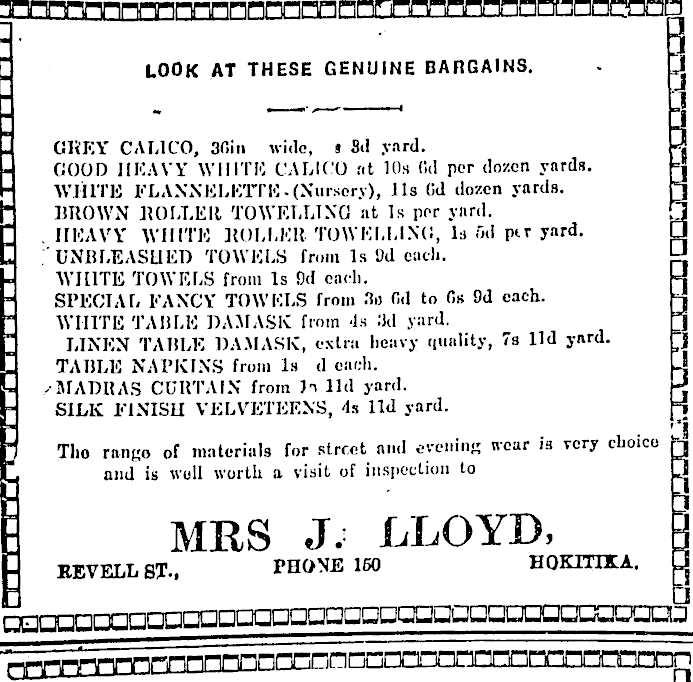 LOOK AT THESE GENUINE BARGAINS.
GREY CALICO, 36in wide, 8d yard.
GOOD HEAVY WHITE CALICO at 10s 6d per dozen yards.
WHITE FLANNELETTE (Nursery), 11s 6d dozen yards.
BROWN ROLLER TOWELLING at 1s per yard.
HEAVY WHITE ROLLER TOWELLING, 1s 5d per yard.
UNBLEASHED TOWELS from 1s 9d each.
WHITE TOWELS from 1s 9d each.
SPECIAL FANCY TOWELS from 3s 6d to 6s 9d each.
WHITE TABLE DAMASK from 4s 3d yard.
LINEN TABLE DAMASK, extra heavy quality, 7s 11d yard.
TABLE NAPKINS from 1s d each.
MADRAS CURTAIN from 1s 11d yard.
SILK FINISH VELVETEENS, 4s 11d yard.
The range of materials for street and evening wear is very choice
and is well worth a visit of inspection to
MRS J. LLOYD,
REVELL ST., PHONE 150 HOKITIKA.